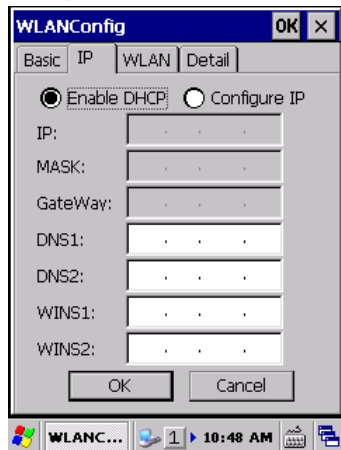 WLANConfig OK ×
Basic IP WLAN Detail
Enable DHCP Configure IP
IP:
MASK:
GateWay:
DNS1:
DNS2:
WINS1:
WINS2:
OK Cancel
WLANC... 1 10:48 AM